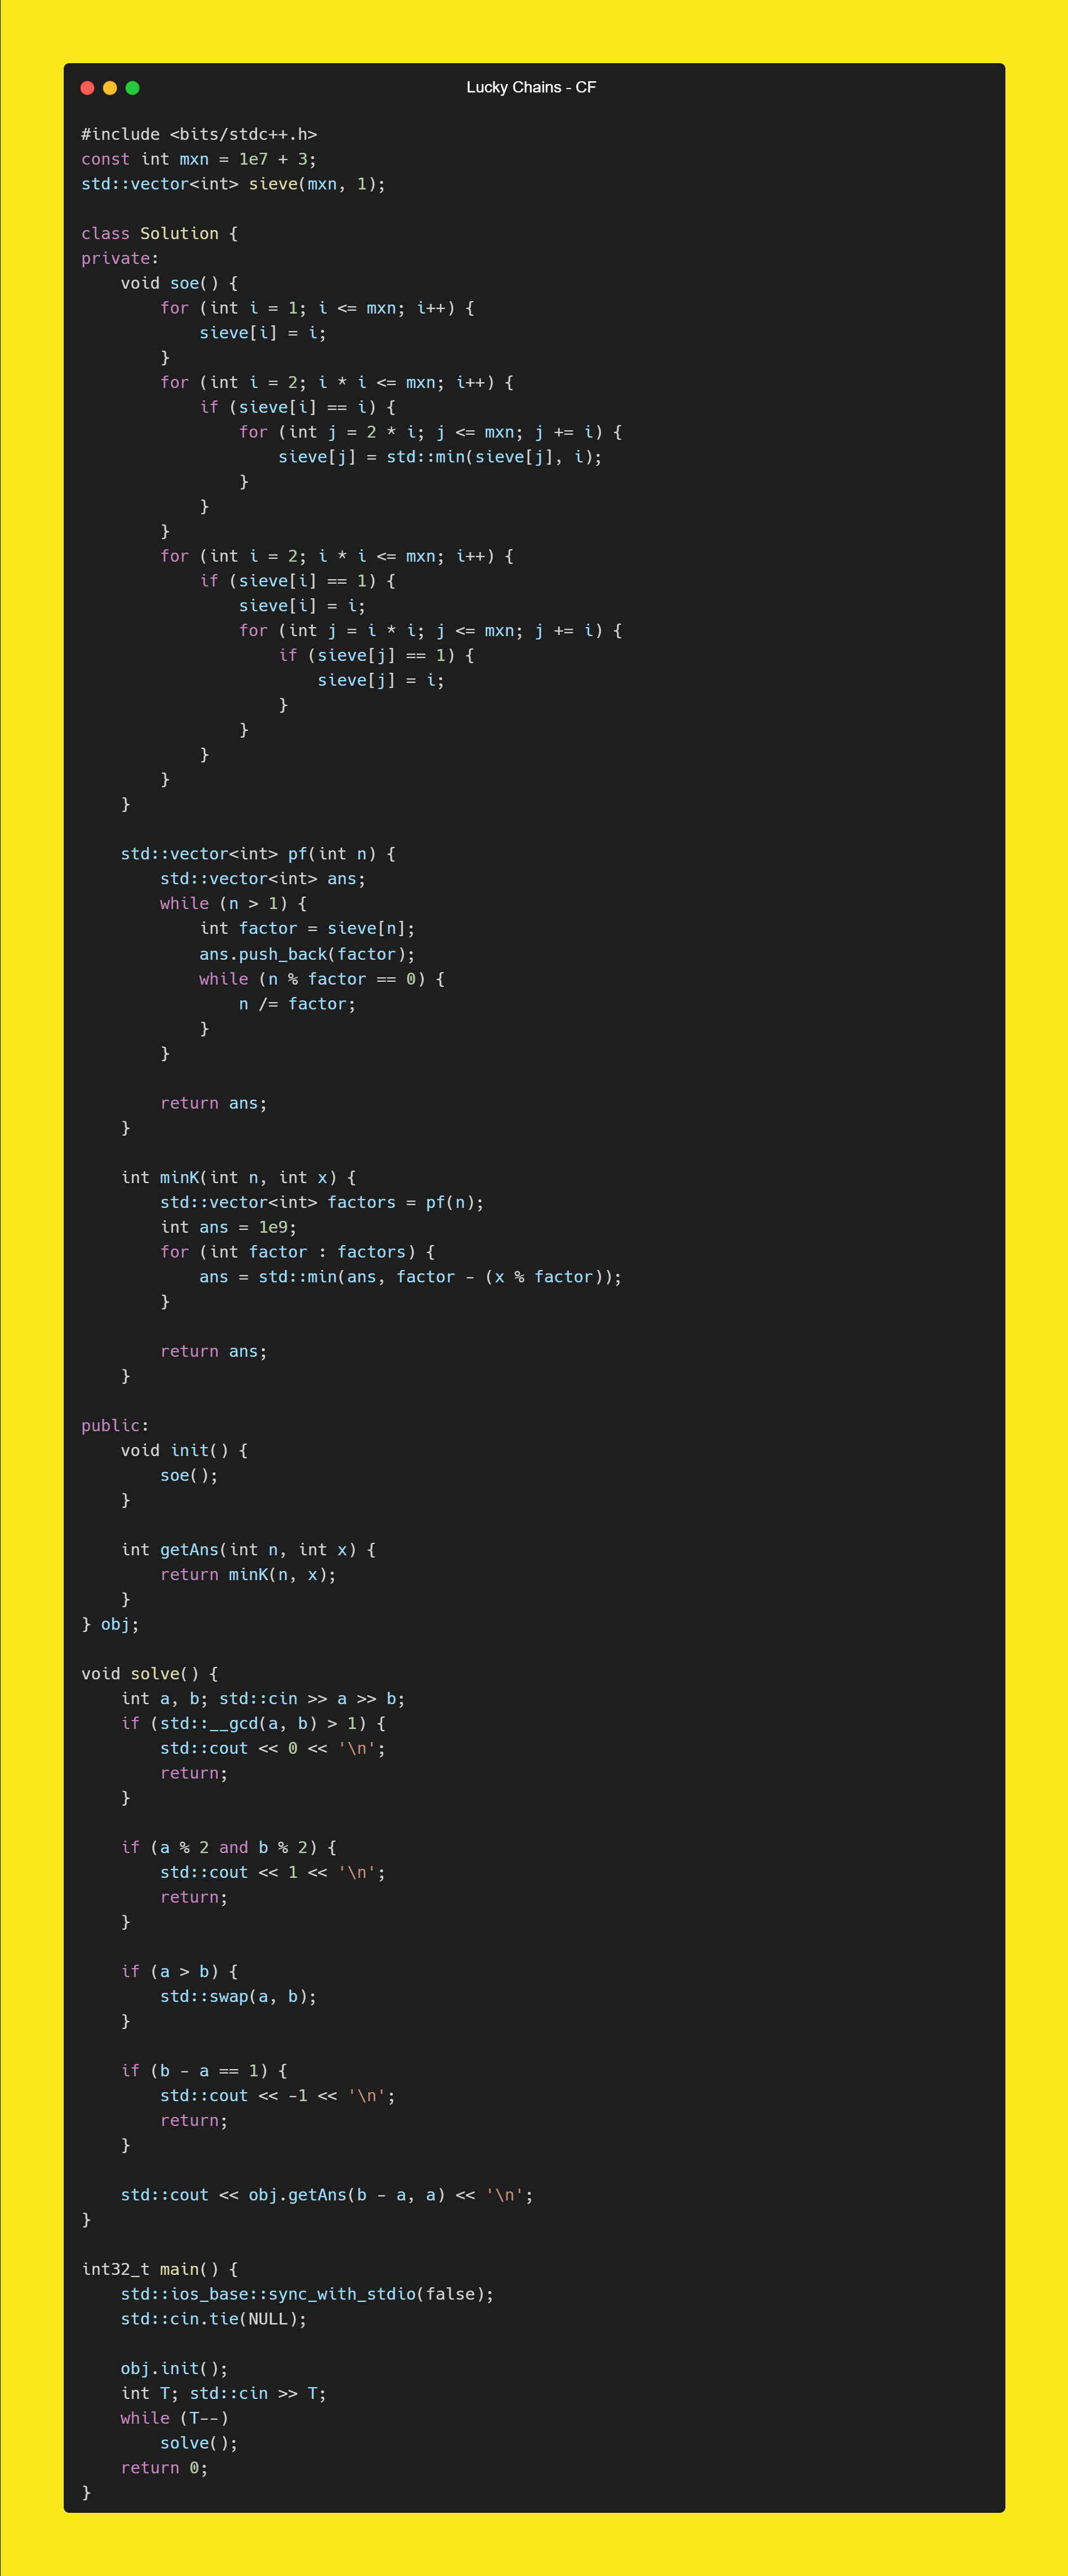 Lucky Chains - CF
#include <bits/stdc++.h>
const int mxn = 1e7 + 3;
std::vector<int> sieve(mxn, 1);

class Solution {
private:
    void soe() {
        for (int i = 1; i <= mxn; i++) {
            sieve[i] = i;
        }
        for (int i = 2; i * i <= mxn; i++) {
            if (sieve[i] == i) {
                for (int j = 2 * i; j <= mxn; j += i) {
                    sieve[j] = std::min(sieve[j], i);
                }
            }
        }
        for (int i = 2; i * i <= mxn; i++) {
            if (sieve[i] == 1) {
                sieve[i] = i;
                for (int j = i * i; j <= mxn; j += i) {
                    if (sieve[j] == 1) {
                        sieve[j] = i;
                    }
                }
            }
        }
    }

    std::vector<int> pf(int n) {
        std::vector<int> ans;
        while (n > 1) {
            int factor = sieve[n];
            ans.push_back(factor);
            while (n % factor == 0) {
                n /= factor;
            }
        }

        return ans;
    }

    int minK(int n, int x) {
        std::vector<int> factors = pf(n);
        int ans = 1e9;
        for (int factor : factors) {
            ans = std::min(ans, factor - (x % factor));
        }

        return ans;
    }

public:
    void init() {
        soe();
    }

    int getAns(int n, int x) {
        return minK(n, x);
    }
} obj;

void solve() {
    int a, b; std::cin >> a >> b;
    if (std::__gcd(a, b) > 1) {
        std::cout << 0 << '\n';
        return;
    }

    if (a % 2 and b % 2) {
        std::cout << 1 << '\n';
        return;
    }

    if (a > b) {
        std::swap(a, b);
    }

    if (b - a == 1) {
        std::cout << -1 << '\n';
        return;
    }

    std::cout << obj.getAns(b - a, a) << '\n';
}

int32_t main() {
    std::ios_base::sync_with_stdio(false);
    std::cin.tie(NULL);

    obj.init();
    int T; std::cin >> T;
    while (T--)
        solve();
    return 0;
}